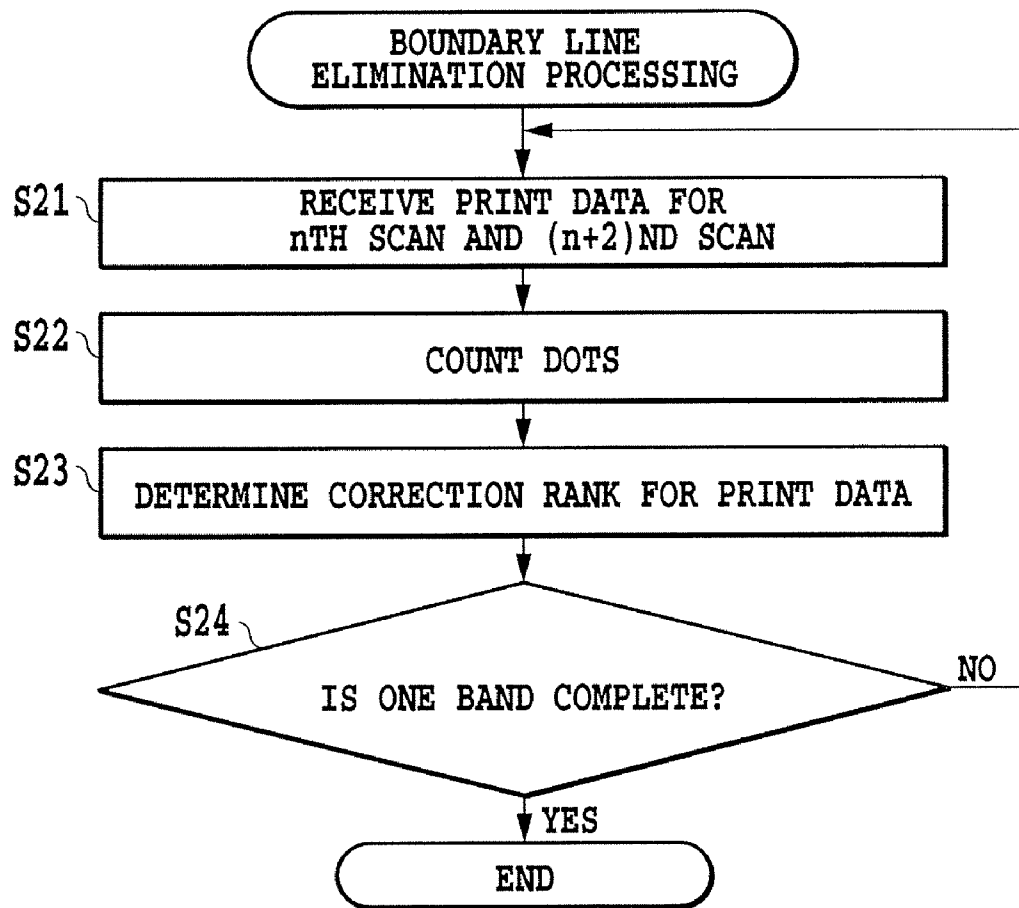 BOUNDARY LINE
ELIMINATION PROCESSING
S21
RECEIVE PRINT DATA FOR
nTH SCAN AND (n+2)ND SCAN
S22
COUNT DOTS
S23
DETERMINE CORRECTION RANK FOR PRINT DATA
S24
IS ONE BAND COMPLETE?
NO
YES
END